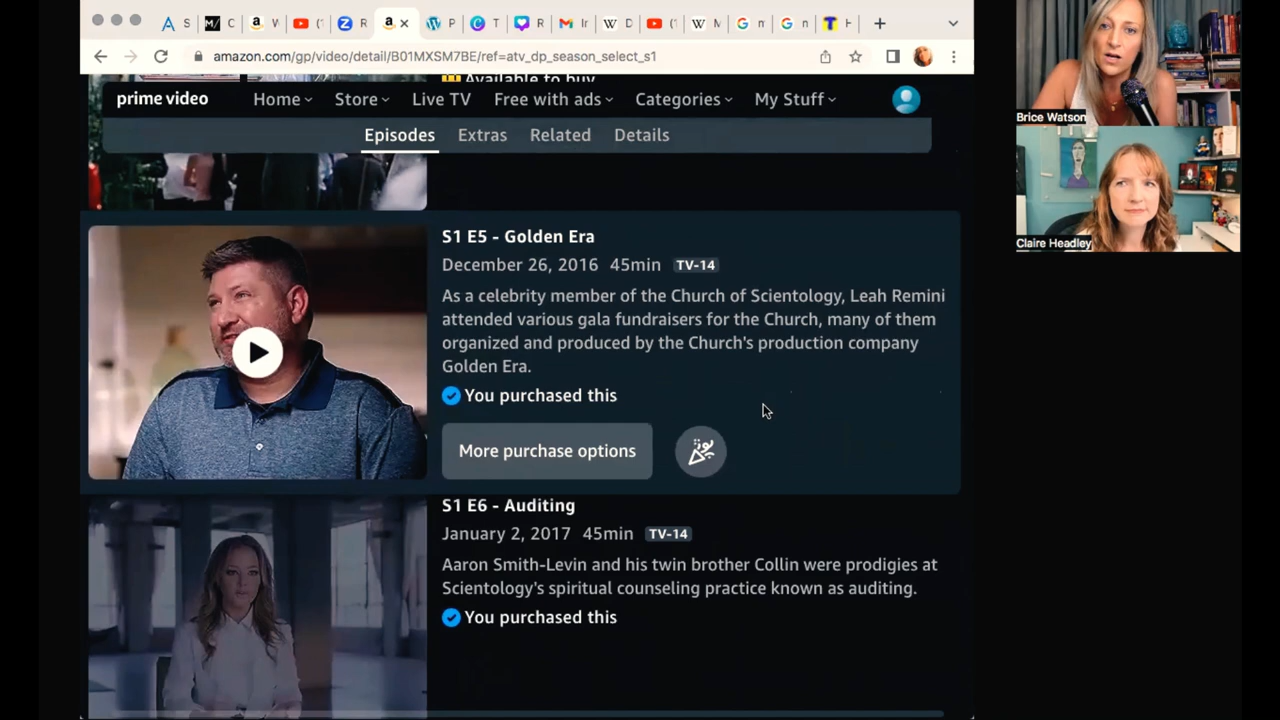 S
C
W
(
R
a
P
T
R
Ir
D
(
M
n
n
H
amazon.com/gp/video/detail/B01MXSM7BE/ref=atv_dp_season_select_s1
Available to buy
prime video Home Store Live TV Free with ads Categories My Stuff
Episodes Extras Related Details
S1 E5 - Golden Era
December 26, 2016 45min TV-14
As a celebrity member of the Church of Scientology, Leah Remini
attended various gala fundraisers for the Church, many of them
organized and produced by the Church's production company
Golden Era.
You purchased this
More purchase options
S1 E6 - Auditing
January 2, 2017 45min TV-14
Aaron Smith-Levin and his twin brother Collin were prodigies at
Scientology's spiritual counseling practice known as auditing.
You purchased this
Brice Watson
Claire Headley